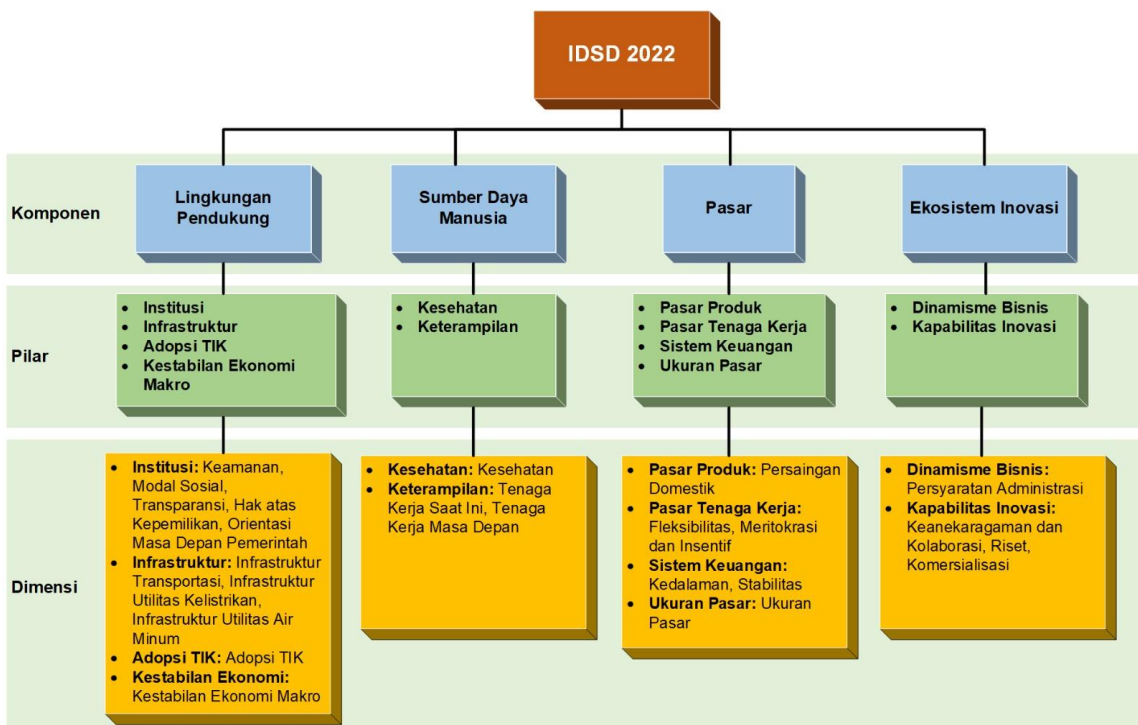 IDSD 2022
Komponen
Lingkungan
Pendukung
Sumber Daya
Manusia
Pasar
Ekosistem Inovasi
Pilar
• Institusi
• Infrastruktur
• Adopsi TIK
• Kestabilan Ekonomi
Makro
• Kesehatan
• Keterampilan
• Pasar Produk
• Pasar Tenaga Kerja
• Sistem Keuangan
• Ukuran Pasar
• Dinamisme Bisnis
• Kapabilitas Inovasi
Dimensi
• Institusi: Keamanan,
Modal Sosial,
Transparansi, Hak atas
Kepemilikan, Orientasi
Masa Depan Pemerintah
• Infrastruktur: Infrastruktur
Transportasi, Infrastruktur
Utilitas Kelistrikan,
Infrastruktur Utilitas Air
Minum
• Adopsi TIK: Adopsi TIK
• Kestabilan Ekonomi:
Kestabilan Ekonomi Makro
• Kesehatan: Kesehatan
• Keterampilan: Tenaga
Kerja Saat Ini, Tenaga
Kerja Masa Depan
• Pasar Produk: Persaingan
Domestik
• Pasar Tenaga Kerja:
Fleksibilitas, Meritokrasi
dan Insentif
• Sistem Keuangan:
Kedalaman, Stabilitas
• Ukuran Pasar: Ukuran
Pasar
• Dinamisme Bisnis:
Persyaratan Administrasi
• Kapabilitas Inovasi:
Keanekaragaman dan
Kolaborasi, Riset,
Komersialisasi